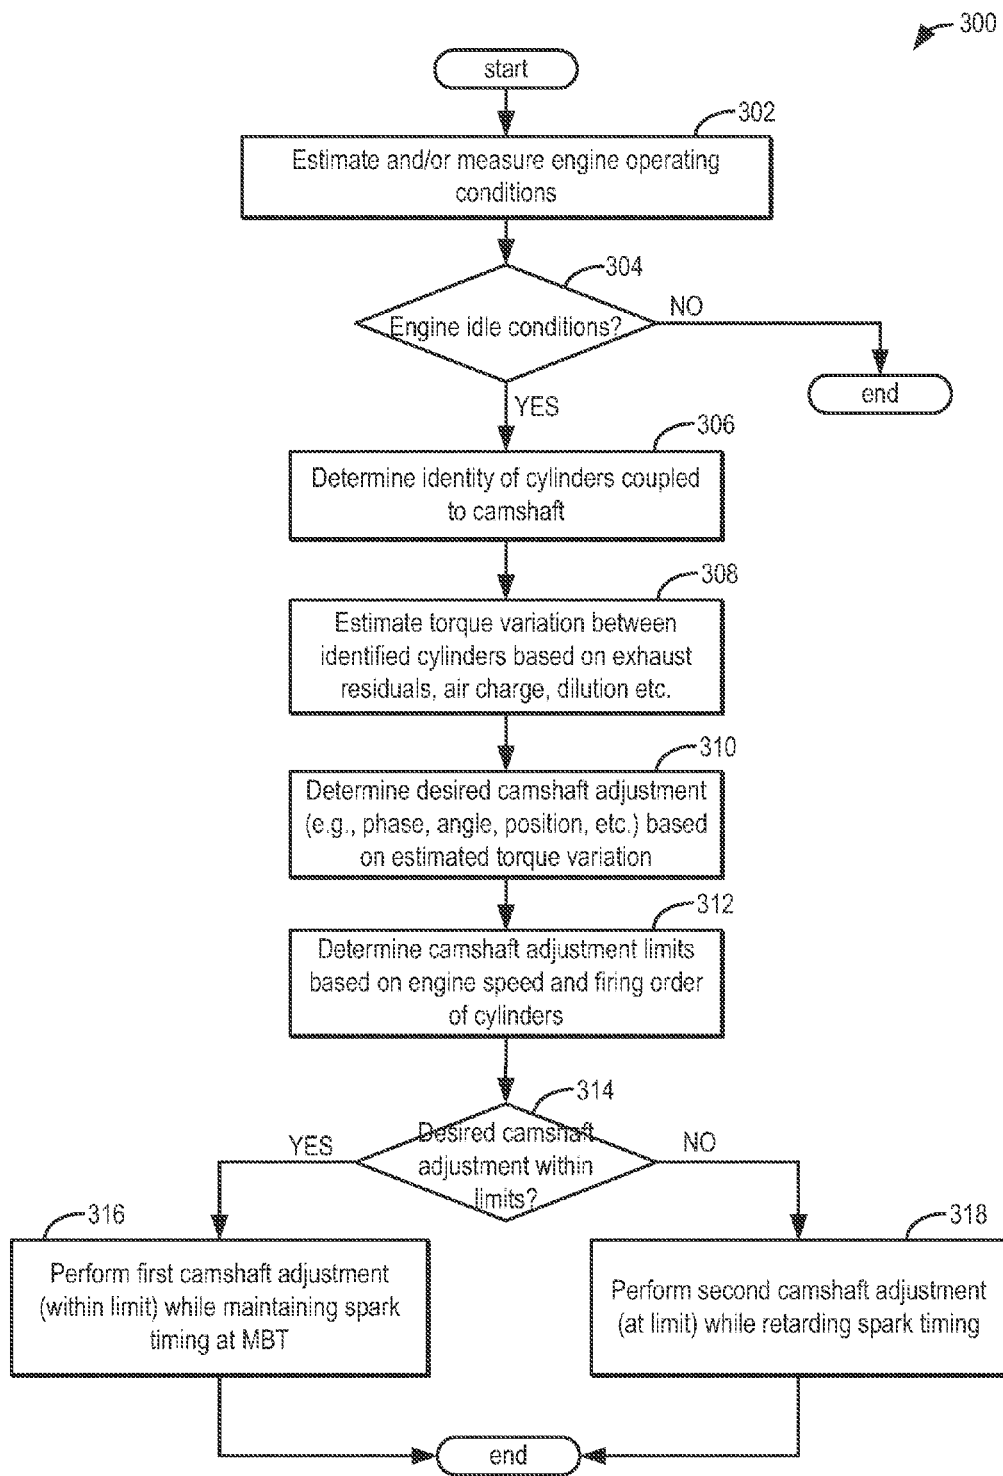 300
start
302
Estimate and/or measure engine operating
conditions
304
Engine idle conditions?
NO
end
YES
306
Determine identity of cylinders coupled
to camshaft
308
Estimate torque variation between
identified cylinders based on exhaust
residuals, air charge, dilution etc.
310
Determine desired camshaft adjustment
(e.g., phase, angle, position, etc.) based
on estimated torque variation
312
Determine camshaft adjustment limits
based on engine speed and firing order
of cylinders
314
YES
Desired camshaft
adjustment within
limits?
NO
316
Perform first camshaft adjustment
(within limit) while maintaining spark
timing at MBT
318
Perform second camshaft adjustment
(at limit) while retarding spark timing
end